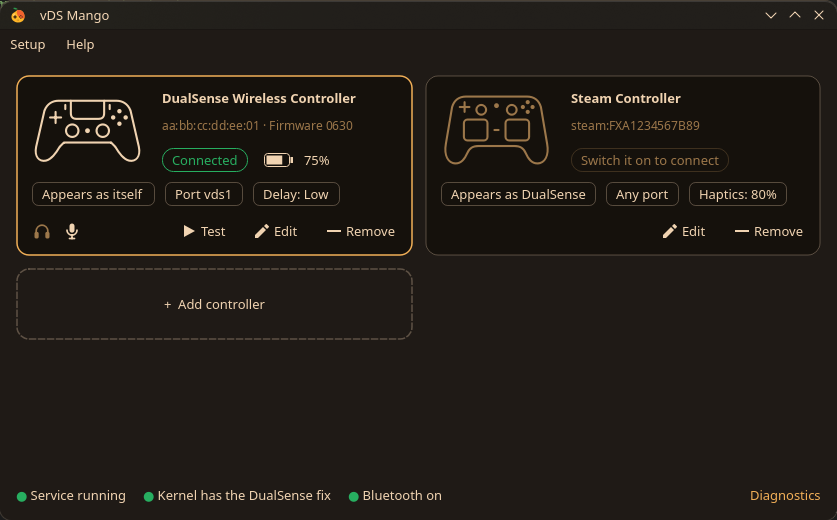 vDS Mango
Setup Help
DualSense Wireless Controller
aa:bb:cc:dd:ee:01 · Firmware 0630
Connected 75%
Appears as itself Port vds1 Delay: Low
Test Edit Remove
Steam Controller
steam:FXA1234567B89
Switch it on to connect
Appears as DualSense Any port Haptics: 80%
Edit Remove
+ Add controller
Service running Kernel has the DualSense fix Bluetooth on Diagnostics